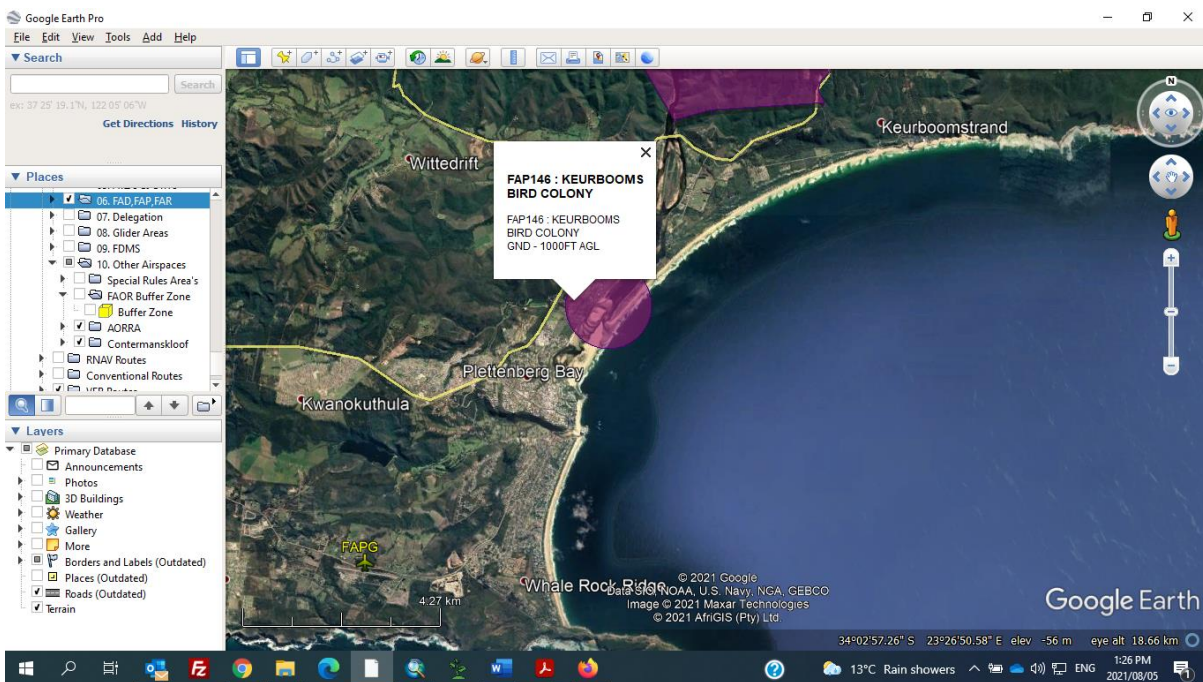 Google Earth Pro
File Edit View Tools Add Help
Search
Search
ex: 37 25' 19.1"N, 122 05' 06"W
Get Directions History
Places
06. FAD,FAP,FAR
07. Delegation
08. Glider Areas
09. FDMS
10. Other Airspaces
Special Rules Area's
FAOR Buffer Zone
Buffer Zone
AORRA
Contermanskloof
RNAV Routes
Conventional Routes
VFR Routes
Layers
Primary Database
Announcements
Photos
3D Buildings
Weather
Gallery
More
Borders and Labels (Outdated)
Places (Outdated)
Roads (Outdated)
Terrain
N
Keurboomstrand
Wittedrift
FAP146 : KEURBOOMS
BIRD COLONY
FAP146 : KEURBOOMS
BIRD COLONY
GND - 1000FT AGL
Plettenberg Bay
Kwanokuthula
FAPG
Whale Rock Ridge
4.27 km
© 2021 Google
Data SIO, NOAA, U.S. Navy, NGA, GEBCO
Image © 2021 Maxar Technologies
© 2021 AfriGIS (Pty) Ltd
Google Earth
34°02'57.26" S 23°26'50.58" E elev -56 m eye alt 18.66 km
13°C Rain showers ENG
1:26 PM
2021/08/05